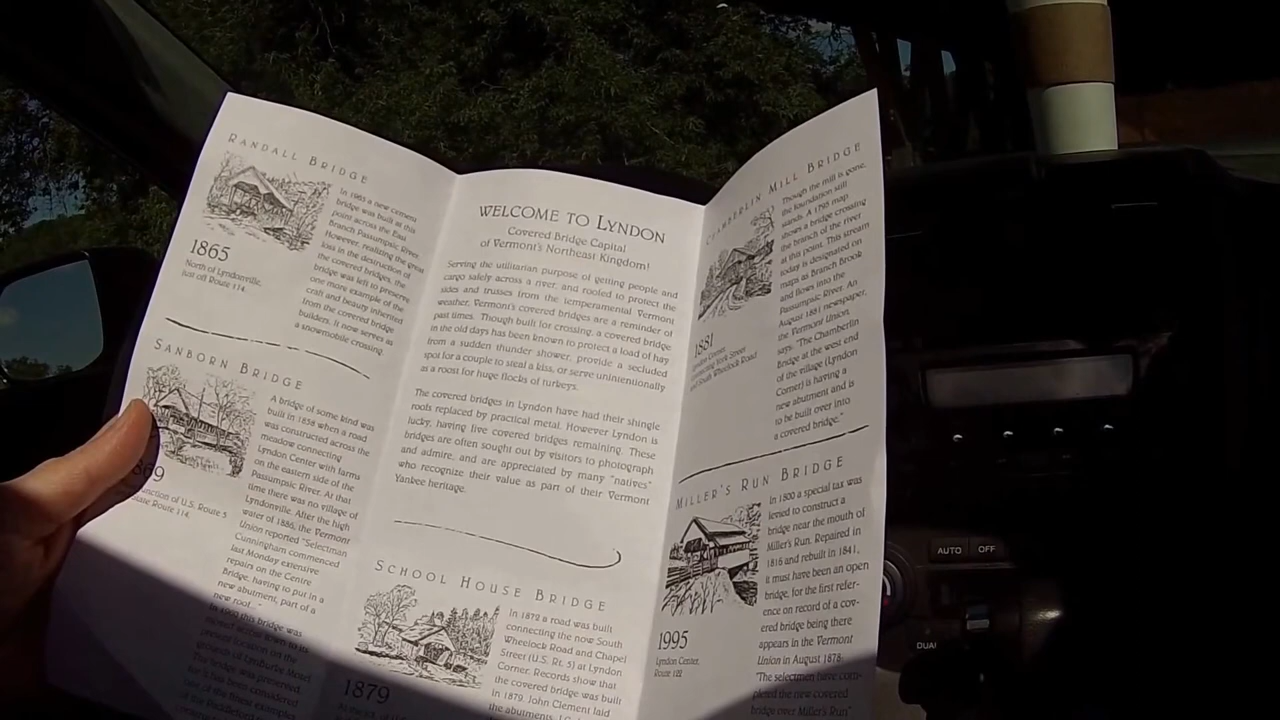 RANDALL BRIDGE
In 1965 a new cement
bridge was built at this
point across the East
Branch Passumpsic River.
However, realizing the great
loss in the destruction of
the covered bridges, the
bridge was left to preserve
one more example of the
craft and beauty inherited
from the covered bridge
builders. It now serves as
a snowmobile crossing.
1865
North of Lyndonville,
just off Route 114.
SANBORN BRIDGE
A bridge of some kind was
built in 1858 when a road
was constructed across the
meadow connecting
Lyndon Center with farms
on the eastern side of the
Passumpsic River. At that
time there was no village of
Lyndonville. After the high
water of 1886, the Vermont
Union reported "Selectman
Cunningham commenced
last Monday extensive
repairs on the Centre
Bridge, having to put in a
new abutment, part of a
new roof..."
In 1960 this bridge was
869
unction of U.S. Route 5
State Route 114.
WELCOME TO LYNDON
Covered Bridge Capital
of Vermont's Northeast Kingdom!
Serving the utilitarian purpose of getting people and
cargo safely across a river, and roofed to protect the
sides and trusses from the temperamental Vermont
weather, Vermont's covered bridges are a reminder of
past times. Though built for crossing, a covered bridge
in the old days has been known to protect a load of hay
from a sudden thunder shower, provide a secluded
spot for a couple to steal a kiss, or serve unintentionally
as a roost for huge flocks of turkeys.
The covered bridges in Lyndon have had their shingle
roofs replaced by practical metal. However Lyndon is
lucky, having five covered bridges remaining. These
bridges are often sought out by visitors to photograph
and admire, and are appreciated by many "natives"
who recognize their value as part of their Vermont
Yankee heritage.
SCHOOL HOUSE BRIDGE
In 1872 a road was built
connecting the now South
Wheelock Road and Chapel
Street (U.S. Rt. 5) at Lyndon
Corner. Records show that
the covered bridge was built
in 1879. John Clement laid
the abutments,
1879
CHAMBERLIN MILL BRIDGE
Though the mill is gone,
the foundation still
stands. A 1795 map
shows a bridge crossing
the branch of the river
at this point. This stream
today is designated on
maps as Branch Brook
and flows into the
Passumpsic River. An
August 1881 newspaper,
the Vermont Union,
says: "The Chamberlin
Bridge at the west end
of the village (Lyndon
Corner) is having a
new abutment and is
to be built over into
a covered bridge."
1881
Lyndon Corner,
connecting York Street
and South Wheelock Road
MILLER'S RUN BRIDGE
In 1800 a special tax was
levied to construct a
bridge near the mouth of
Miller's Run. Repaired in
1816 and rebuilt in 1841,
it must have been an open
bridge, for the first refer-
ence on record of a cov-
ered bridge being there
appears in the Vermont
Union in August 1878:
"The selectmen have com-
pleted the new covered
bridge over Miller's Run"
1995
Lyndon Center,
Route 122
AUTO
OFF
DUAL